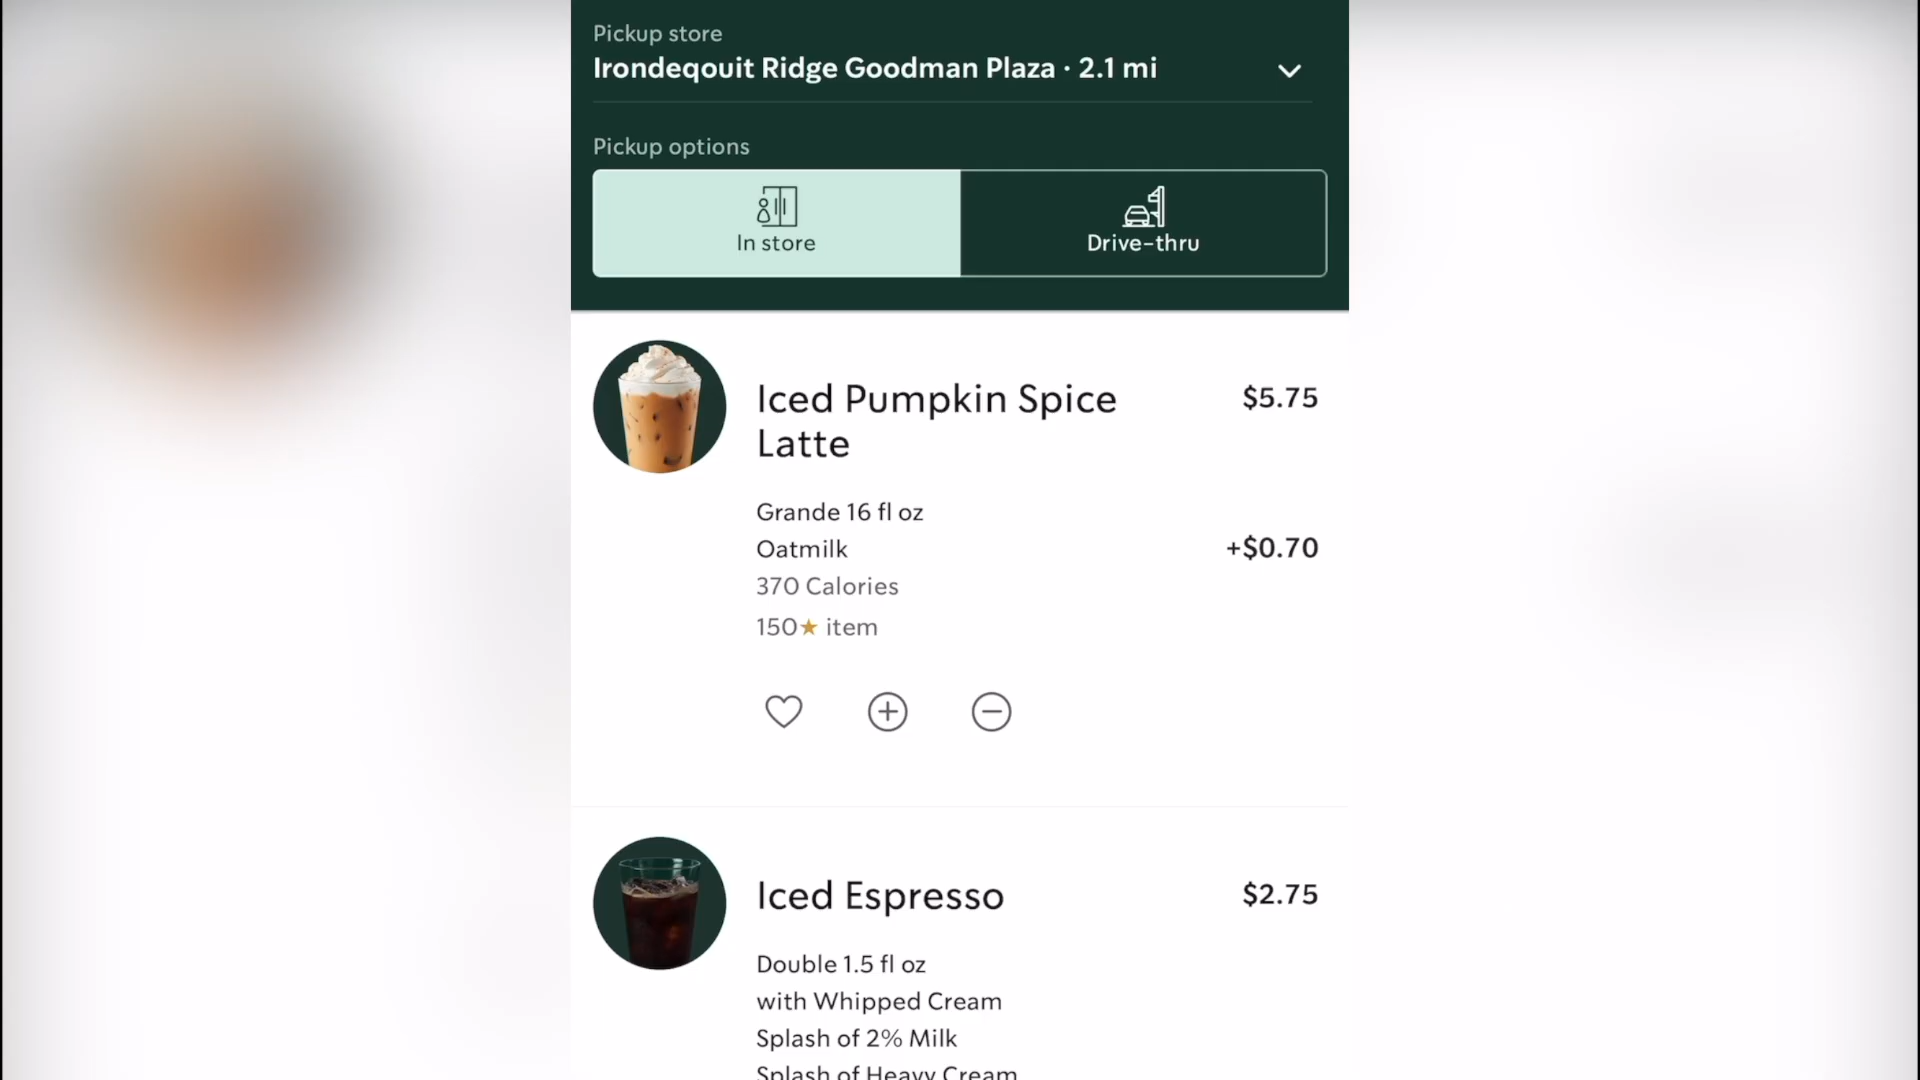 Pickup store
Irondeqouit Ridge Goodman Plaza · 2.1 mi
Pickup options
In store
Drive-thru
Iced Pumpkin Spice
Latte
$5.75
Grande 16 fl oz
Oatmilk
+$0.70
370 Calories
150★ item
Iced Espresso
$2.75
Double 1.5 fl oz
with Whipped Cream
Splash of 2% Milk
Splash of Heavy Cream